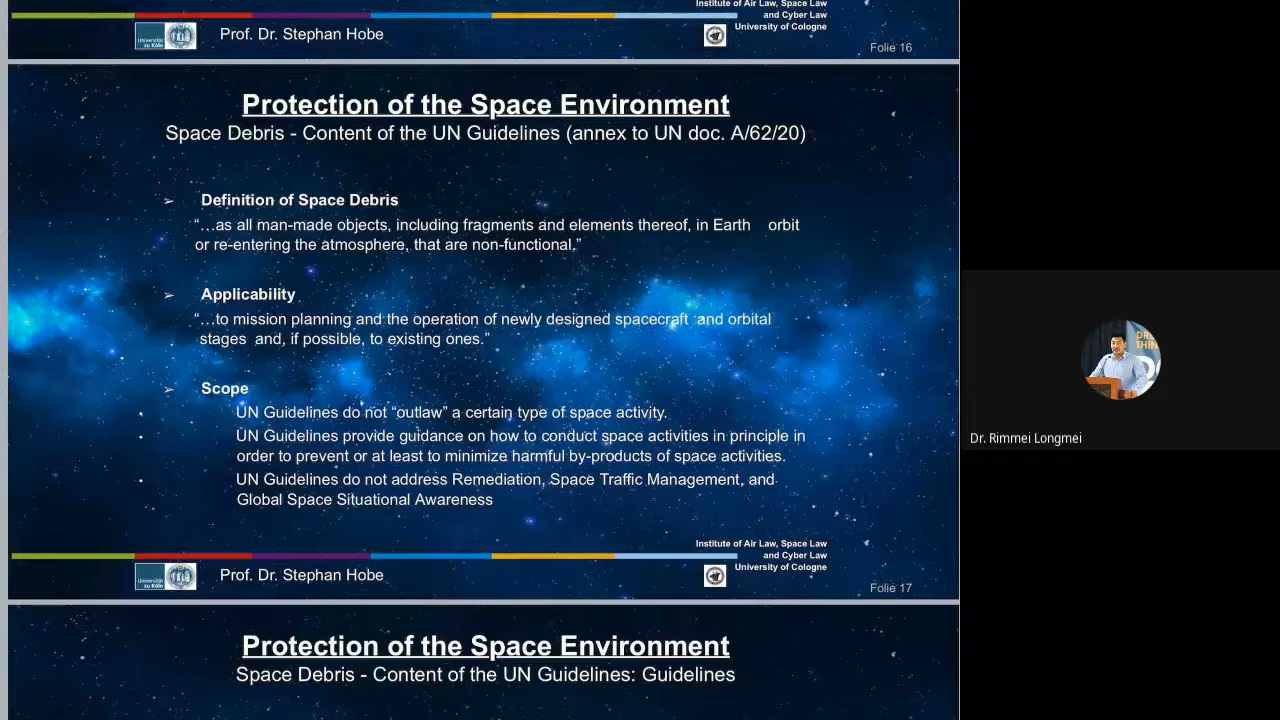 Institute of Air Law, Space Law
and Cyber Law
University of Cologne
Universität
zu Köln
Prof. Dr. Stephan Hobe
Folie 16
Protection of the Space Environment
Space Debris - Content of the UN Guidelines (annex to UN doc. A/62/20)
➢ Definition of Space Debris
“…as all man-made objects, including fragments and elements thereof, in Earth orbit
or re-entering the atmosphere, that are non-functional.”
➢ Applicability
“…to mission planning and the operation of newly designed spacecraft and orbital
stages and, if possible, to existing ones.”
➢ Scope
• UN Guidelines do not “outlaw” a certain type of space activity.
• UN Guidelines provide guidance on how to conduct space activities in principle in
order to prevent or at least to minimize harmful by-products of space activities.
• UN Guidelines do not address Remediation, Space Traffic Management, and
Global Space Situational Awareness
Institute of Air Law, Space Law
and Cyber Law
University of Cologne
Universität
zu Köln
Prof. Dr. Stephan Hobe
Folie 17
Protection of the Space Environment
Space Debris - Content of the UN Guidelines: Guidelines
Dr. Rimmei Longmei